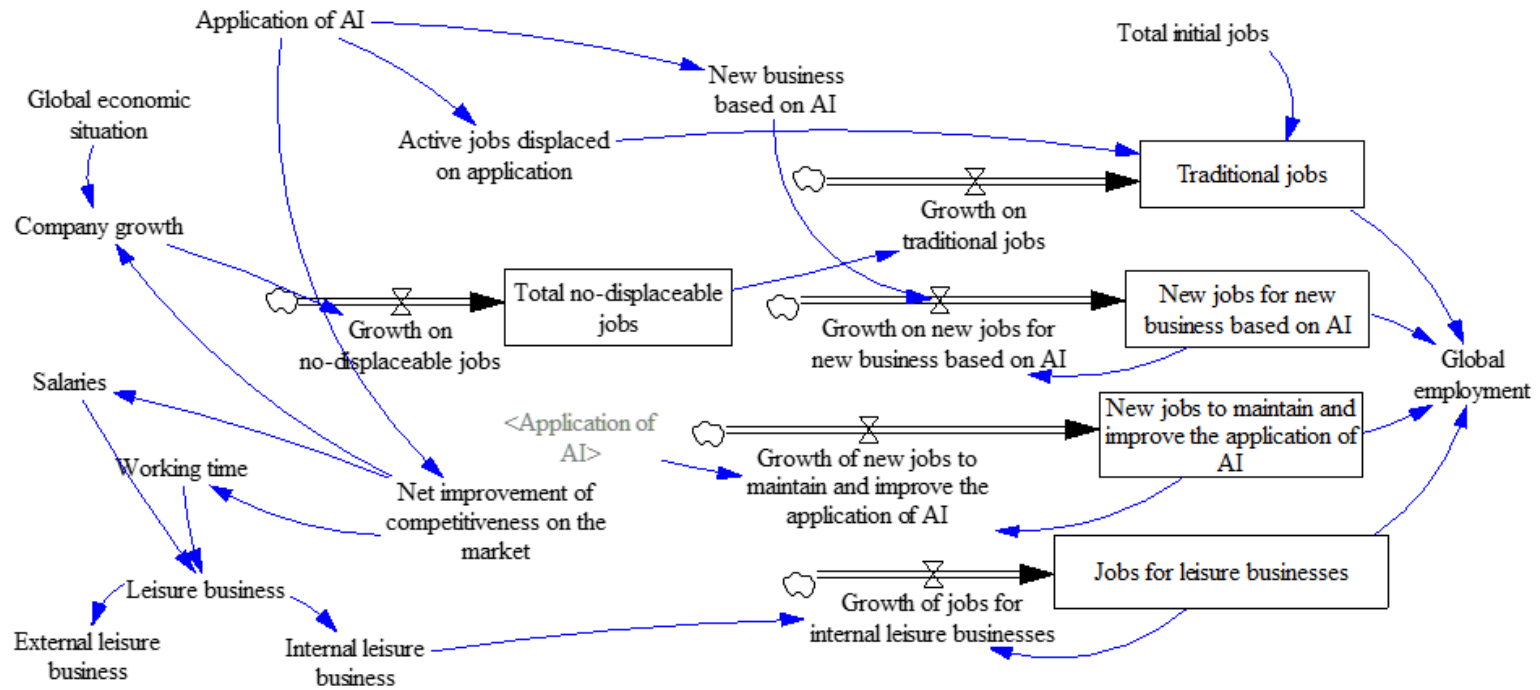 Application of AI
Total initial jobs
New business
based on AI
Global economic
situation
Active jobs displaced
on application
Traditional jobs
Growth on
traditional jobs
Company growth
Total no-displaceable
jobs
Growth on
no-displaceable jobs
New jobs for new
business based on AI
Growth on new jobs for
new business based on AI
Global
employment
Salaries
<Application of
AI>
New jobs to maintain and
improve the application of
AI
Growth of new jobs to
maintain and improve the
application of AI
Working time
Net improvement of
competitiveness on the
market
Jobs for leisure businesses
Growth of jobs for
internal leisure businesses
Leisure business
External leisure
business
Internal leisure
business